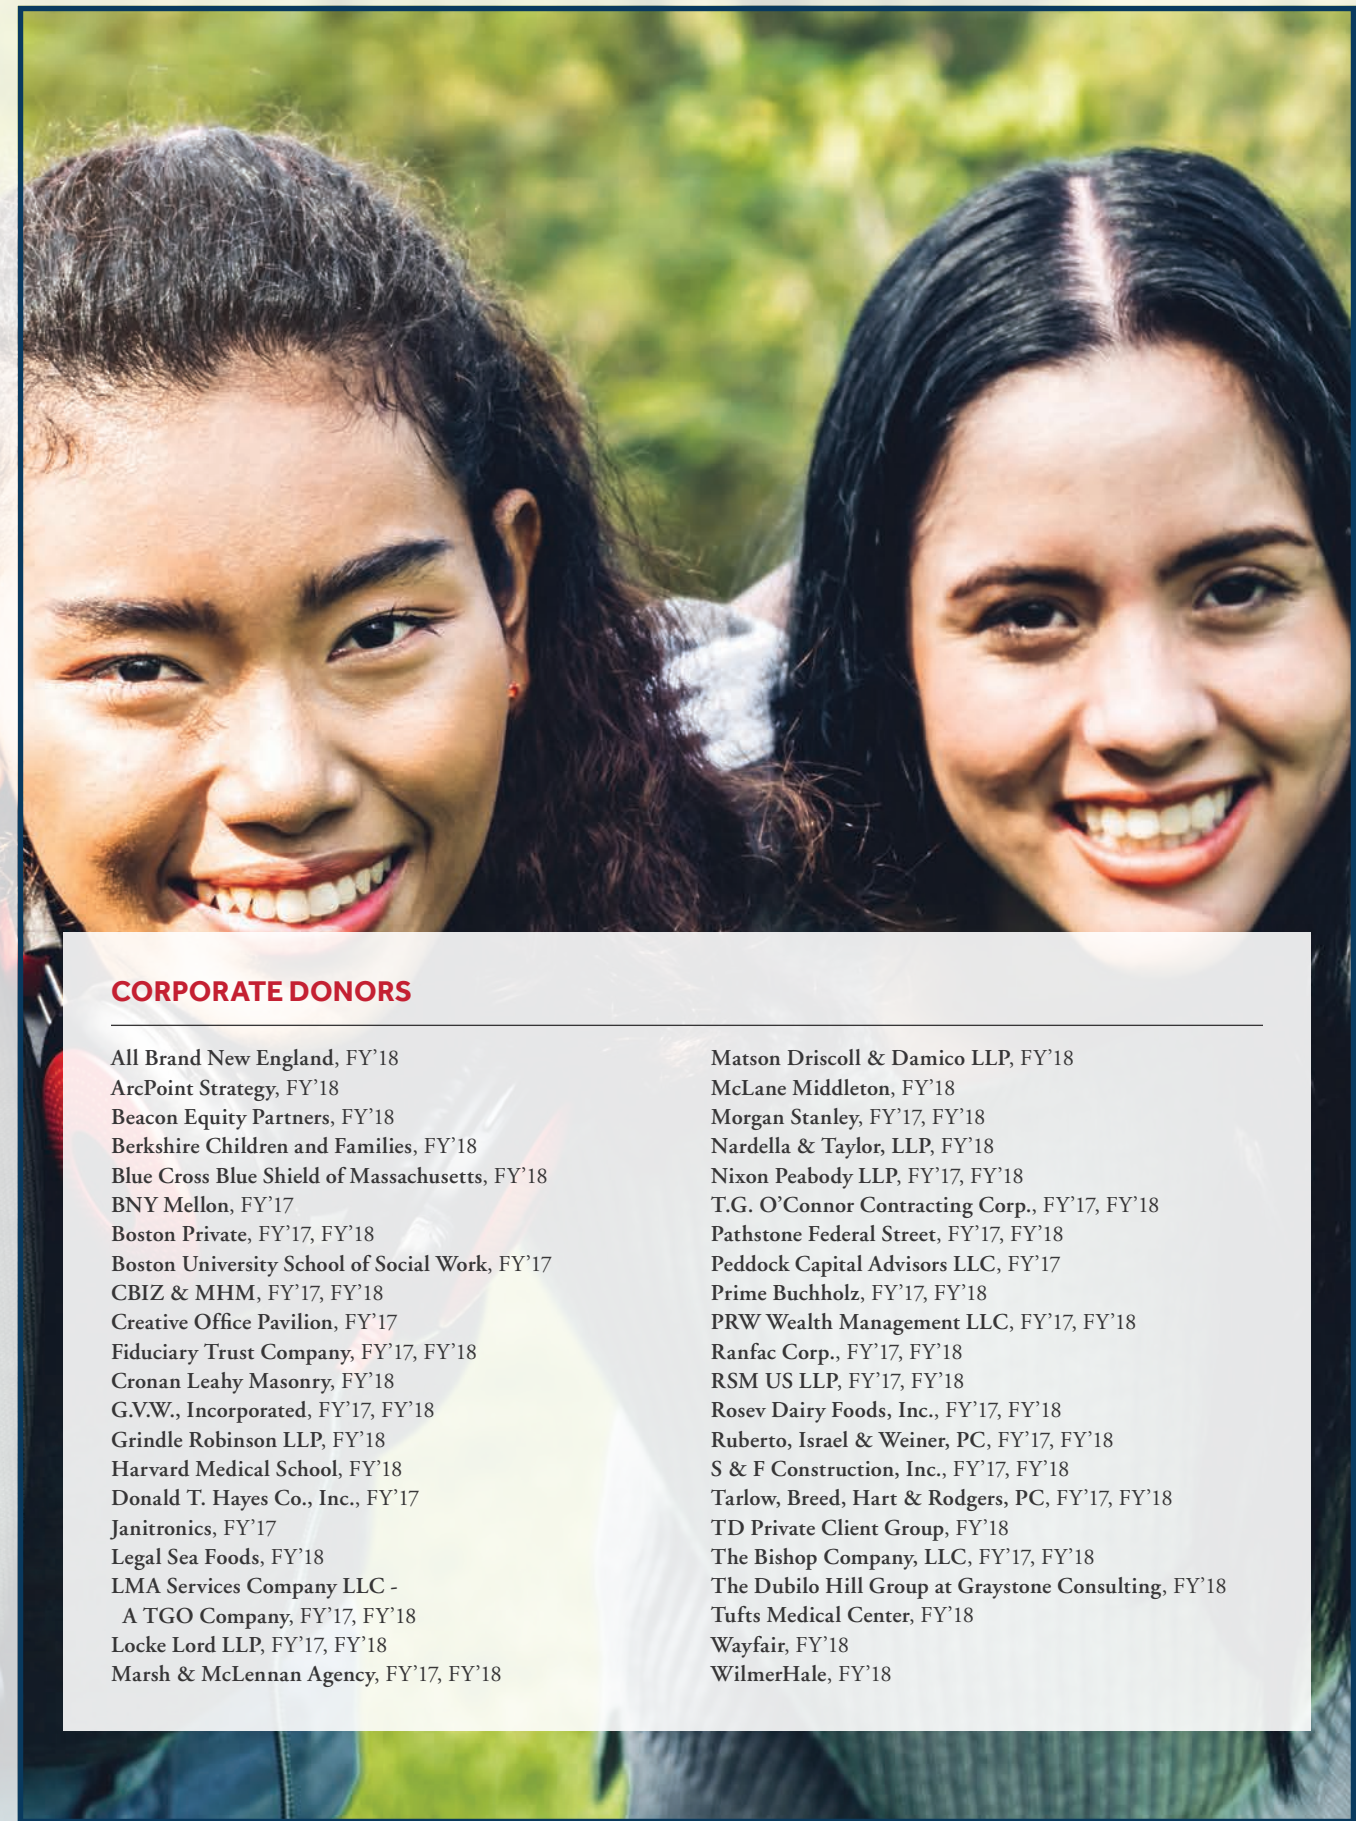 CORPORATE DONORS
All Brand New England, FY’18
ArcPoint Strategy, FY’18
Beacon Equity Partners, FY’18
Berkshire Children and Families, FY’18
Blue Cross Blue Shield of Massachusetts, FY’18
BNY Mellon, FY’17
Boston Private, FY’17, FY’18
Boston University School of Social Work, FY’17
CBIZ & MHM, FY’17, FY’18
Creative Office Pavilion, FY’17
Fiduciary Trust Company, FY’17, FY’18
Cronan Leahy Masonry, FY’18
G.V.W., Incorporated, FY’17, FY’18
Grindle Robinson LLP, FY’18
Harvard Medical School, FY’18
Donald T. Hayes Co., Inc., FY’17
Janitronics, FY’17
Legal Sea Foods, FY’18
LMA Services Company LLC -
A TGO Company, FY’17, FY’18
Locke Lord LLP, FY’17, FY’18
Marsh & McLennan Agency, FY’17, FY’18
Matson Driscoll & Damico LLP, FY’18
McLane Middleton, FY’18
Morgan Stanley, FY’17, FY’18
Nardella & Taylor, LLP, FY’18
Nixon Peabody LLP, FY’17, FY’18
T.G. O’Connor Contracting Corp., FY’17, FY’18
Pathstone Federal Street, FY’17, FY’18
Peddock Capital Advisors LLC, FY’17
Prime Buchholz, FY’17, FY’18
PRW Wealth Management LLC, FY’17, FY’18
Ranfac Corp., FY’17, FY’18
RSM US LLP, FY’17, FY’18
Rosev Dairy Foods, Inc., FY’17, FY’18
Ruberto, Israel & Weiner, PC, FY’17, FY’18
S & F Construction, Inc., FY’17, FY’18
Tarlow, Breed, Hart & Rodgers, PC, FY’17, FY’18
TD Private Client Group, FY’18
The Bishop Company, LLC, FY’17, FY’18
The Dubilo Hill Group at Graystone Consulting, FY’18
Tufts Medical Center, FY’18
Wayfair, FY’18
WilmerHale, FY’18